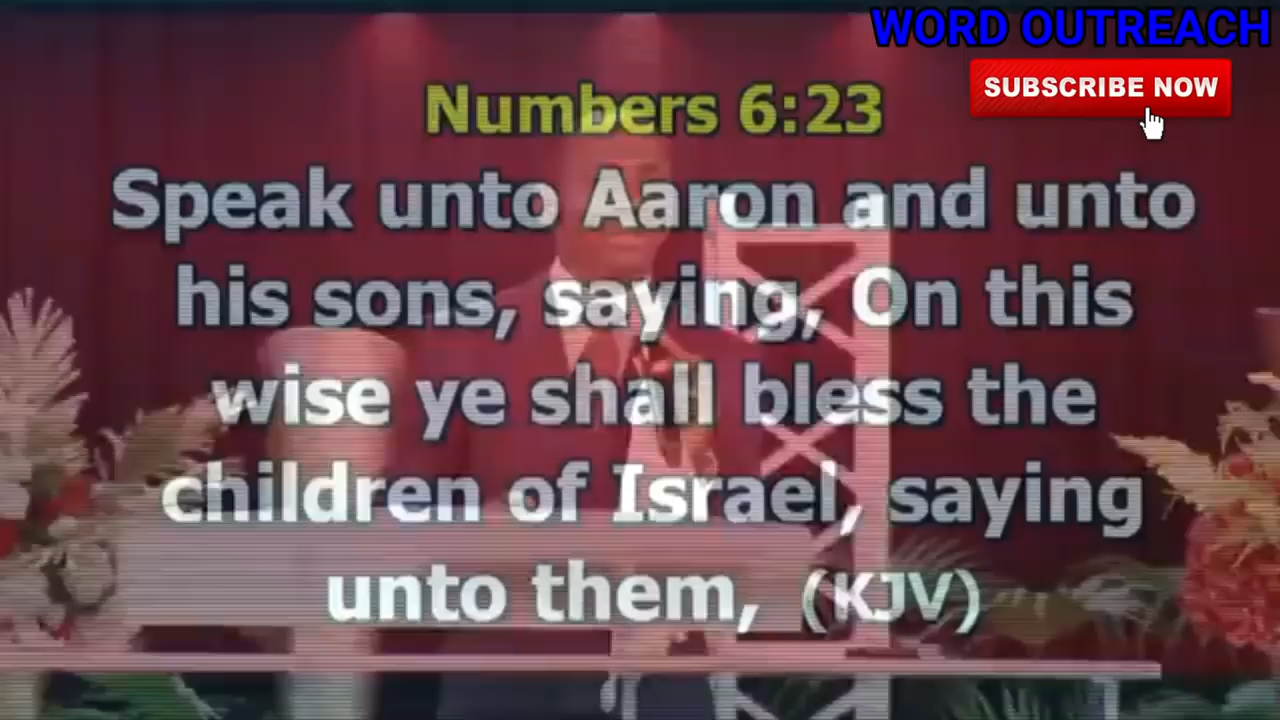 WORD OUTREACH
SUBSCRIBE NOW
Numbers 6:23
Speak unto Aaron and unto
his sons, saying, On this
wise ye shall bless the
children of Israel, saying
unto them, (KJV)